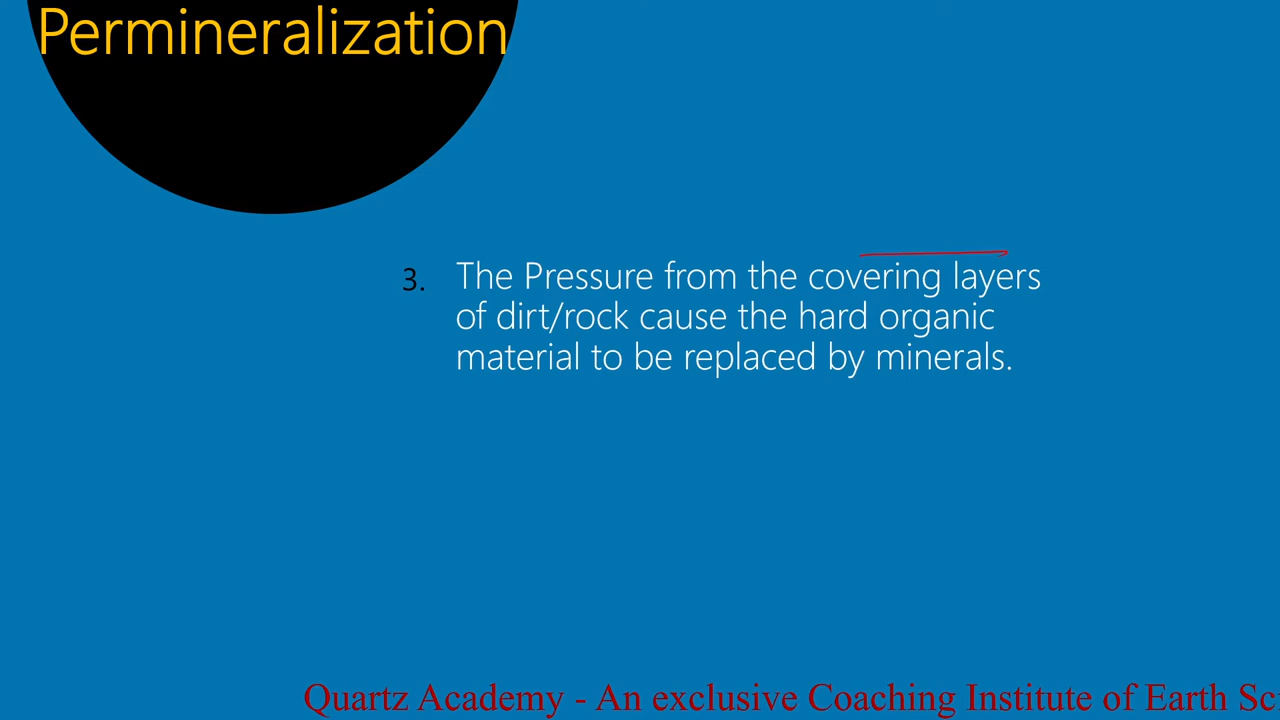 Permineralization
3. The Pressure from the covering layers
of dirt/rock cause the hard organic
material to be replaced by minerals.
Quartz Academy - An exclusive Coaching Institute of Earth Sci